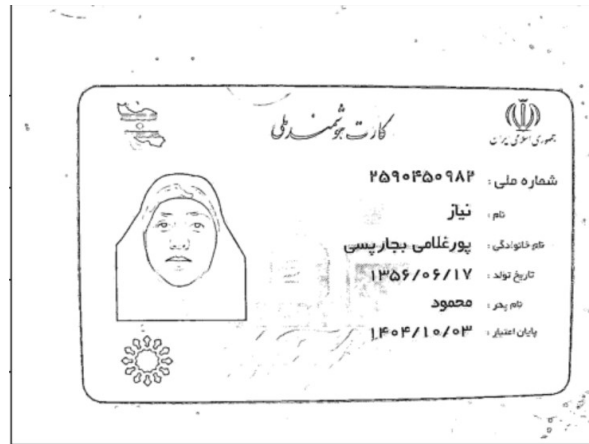 جمهوری اسلامی ایران
کارت هوشمند ملی
شماره ملی : ۲۵۹۰۴۵۰۹۸۲
نام : نیاز
نام خانوادگی : پورغلامی بجارپسی
تاریخ تولد : ۱۳۵۶/۰۶/۱۷
نام پدر : محمود
پایان اعتبار : ۱۴۰۴/۱۰/۰۳